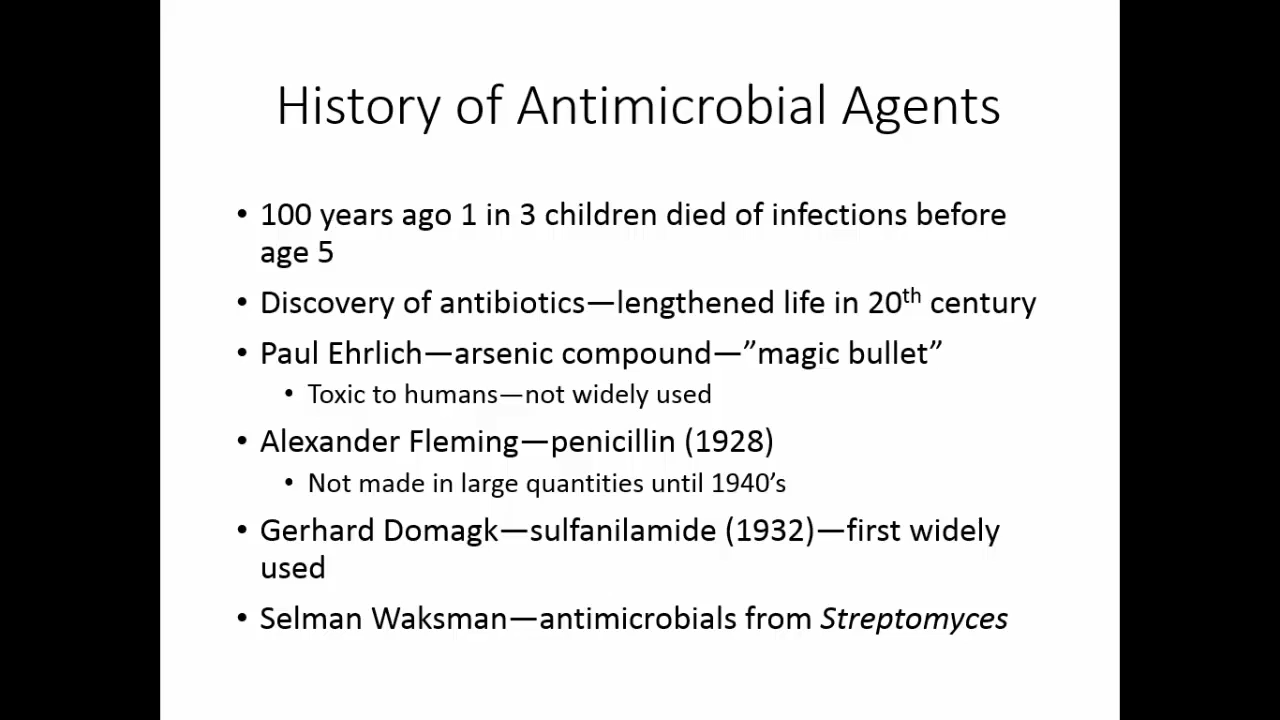 History of Antimicrobial Agents
• 100 years ago 1 in 3 children died of infections before
age 5
• Discovery of antibiotics—lengthened life in 20th century
• Paul Ehrlich—arsenic compound—”magic bullet”
• Toxic to humans—not widely used
• Alexander Fleming—penicillin (1928)
• Not made in large quantities until 1940’s
• Gerhard Domagk—sulfanilamide (1932)—first widely
used
• Selman Waksman—antimicrobials from Streptomyces